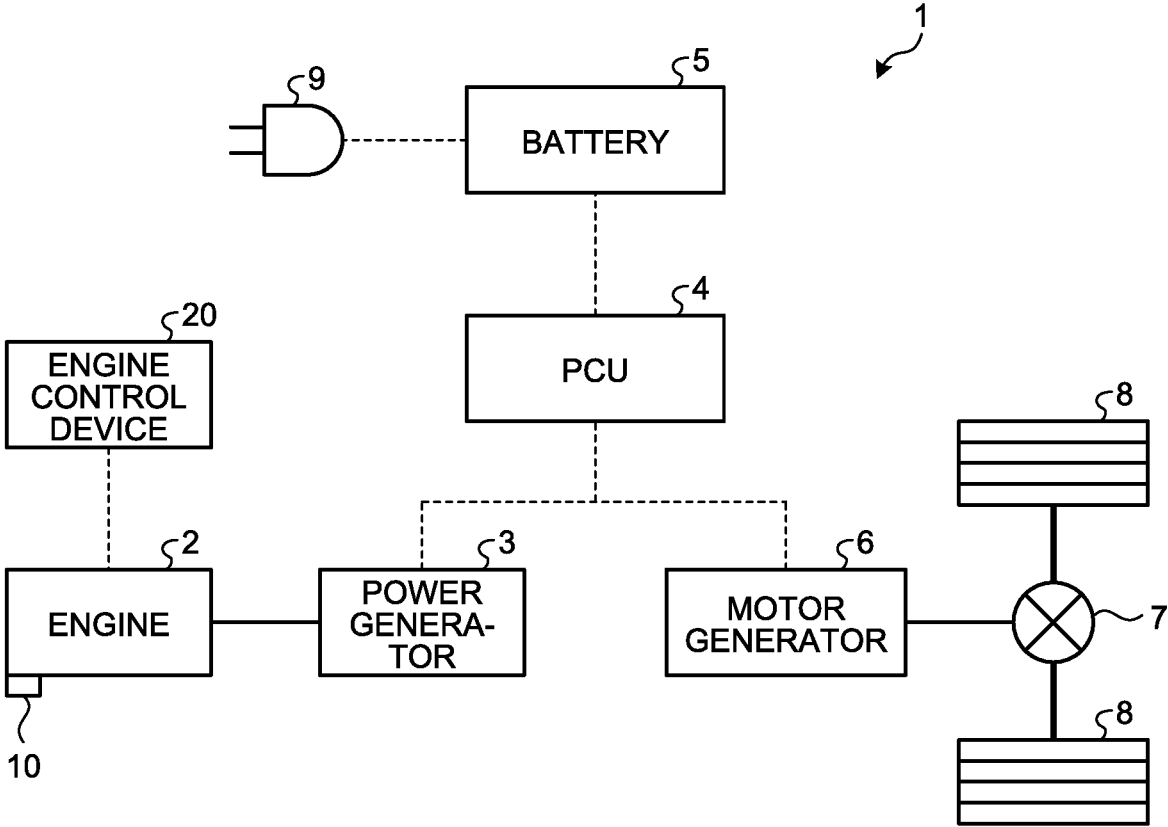 1
5
9
BATTERY
4
20
PCU
ENGINE
CONTROL
DEVICE
8
2
3
6
ENGINE
POWER
GENERA-
TOR
MOTOR
GENERATOR
7
10
8